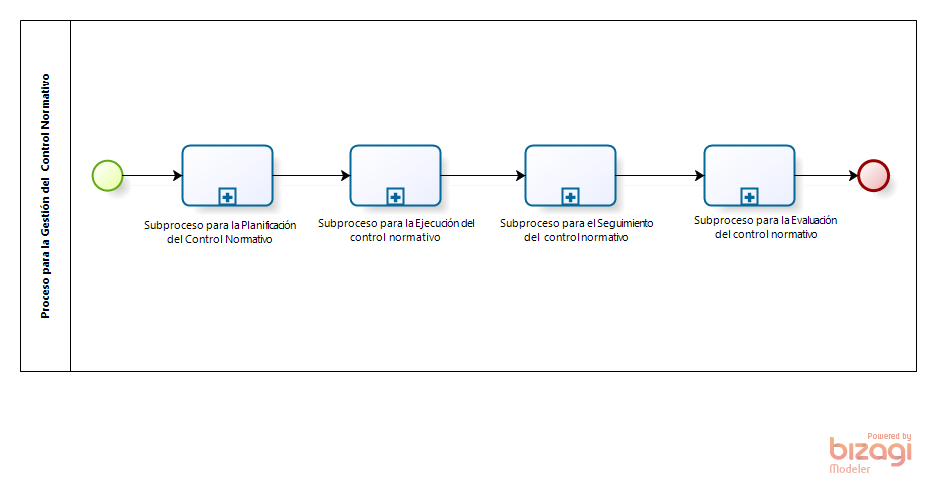 Proceso para la Gestión del Control Normativo
Subproceso para la Planificación
del Control Normativo
Subproceso para la Ejecución del
control normativo
Subproceso para el Seguimiento
del control normativo
Subproceso para la Evaluación
del control normativo
Powered by
bizagi
Modeler